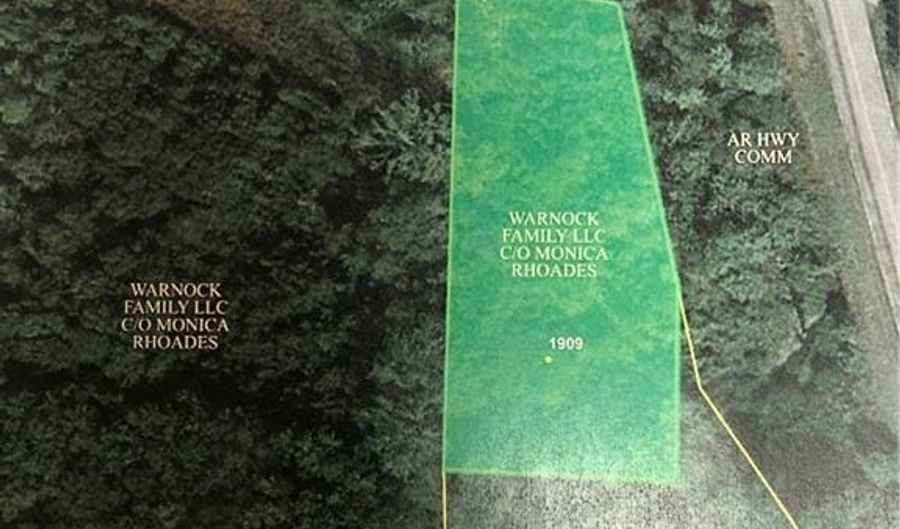 AR HWY
COMM
WARNOCK
FAMILY LLC
C/O MONICA
RHOADES
WARNOCK
FAMILY LLC
C/O MONICA
RHOADES
1909